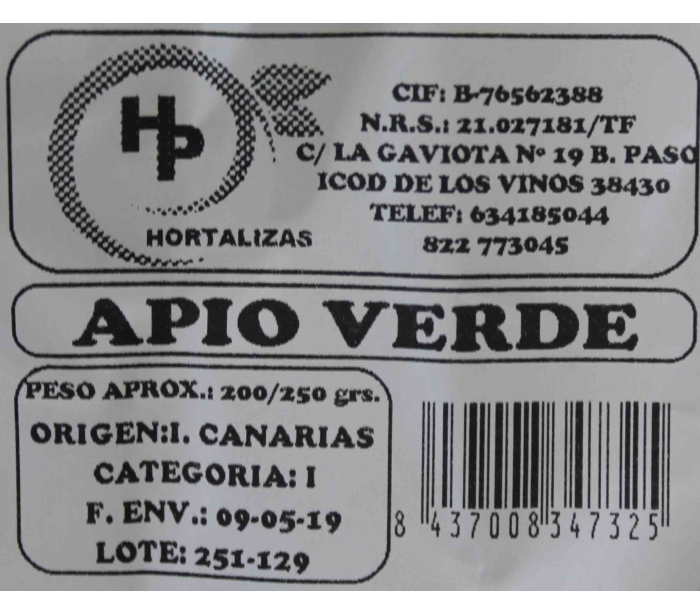 HP
HORTALIZAS
CIF: B-76562388
N.R.S.: 21.027181/TF
C/ LA GAVIOTA Nº 19 B. PASO
ICOD DE LOS VINOS 38430
TELEF: 634185044
822 773045
APIO VERDE
PESO APROX.: 200/250 grs.
ORIGEN:I. CANARIAS
CATEGORIA: I
F. ENV.: 09-05-19
LOTE: 251-129
8 437008 347325